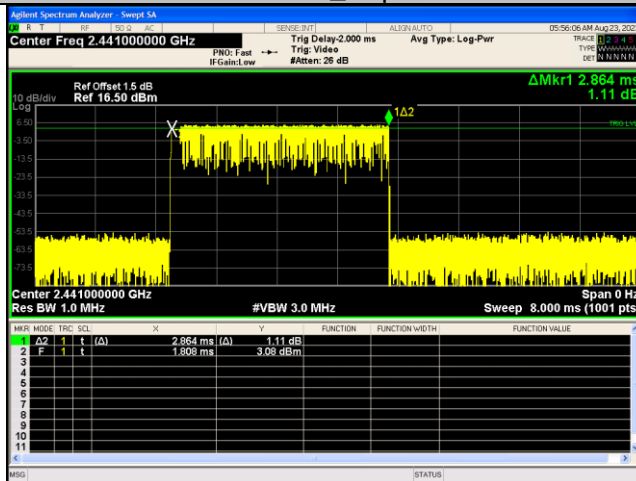 Agilent Spectrum Analyzer - Swept SA
R T RF 50 Ω AC SENSE:INT ALIGN AUTO 05:56:06 AM Aug 23, 202
Center Freq 2.441000000 GHz
Trig Delay-2.000 ms Avg Type: Log-Pwr TRACE 1 2 3 4 5
PNO: Fast Trig: Video TYPE
IFGain:Low #Atten: 26 dB DET N N N N N
ΔMkr1 2.864 ms
1.11 dB
Ref Offset 1.5 dB
10 dB/div Ref 16.50 dBm
Log
1Δ2
6.50
TRIG LVL
-3.50
-13.5
-23.5
-33.5
-43.5
-53.5
-63.5
-73.5
Center 2.441000000 GHz Span 0 Hz
Res BW 1.0 MHz #VBW 3.0 MHz Sweep 8.000 ms (1001 pts
MKR MODE TRC SCL X Y FUNCTION FUNCTION WIDTH FUNCTION VALUE
1 Δ2 1 t (Δ) 2.864 ms (Δ) 1.11 dB
2 F 1 t 1.808 ms 3.08 dBm
3
4
5
6
7
8
9
10
11
MSG STATUS